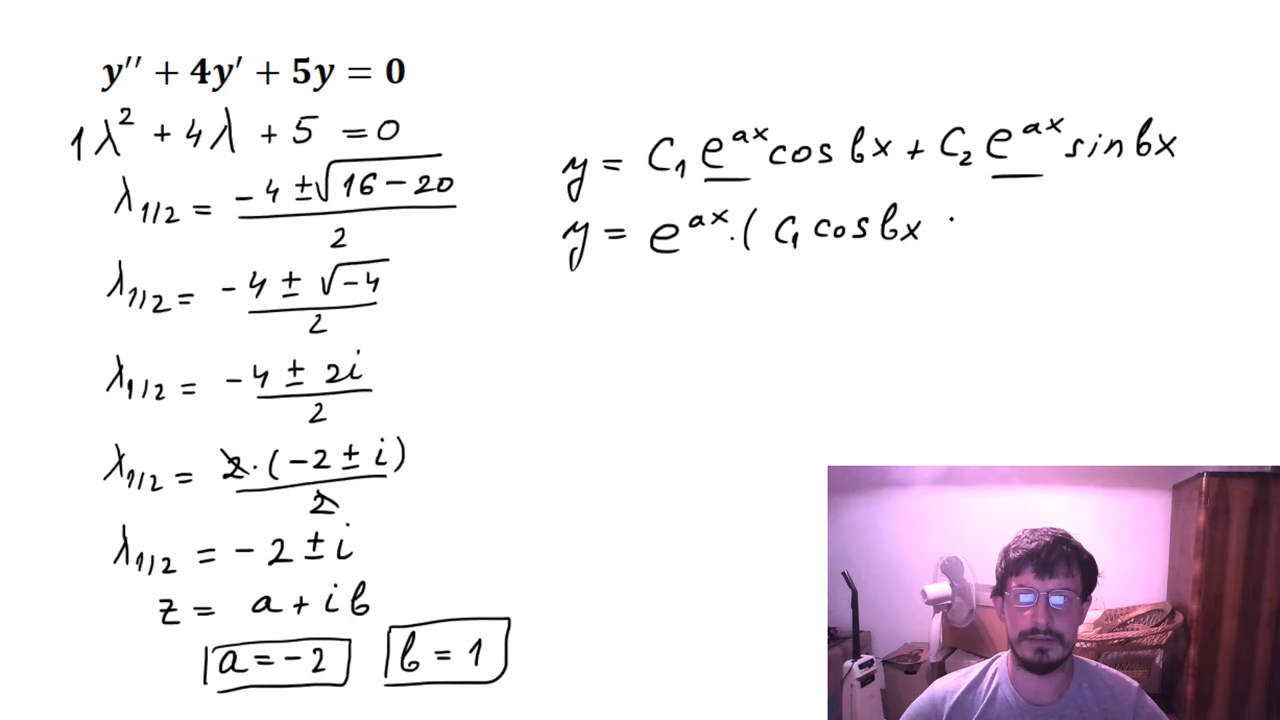 y′′ + 4y′ + 5y = 0
1λ² + 4λ + 5 = 0
λ₁/₂ = (-4 ± √(16 - 20))/2
λ₁/₂ = (-4 ± √(-4))/2
λ₁/₂ = (-4 ± 2i)/2
λ₁/₂ = (2·(-2 ± i))/2
λ₁/₂ = -2 ± i
z = a + i b
a = -2
b = 1
y = C₁ e^(ax) cos bx + C₂ e^(ax) sin bx
y = e^(ax)·( C₁ cos bx